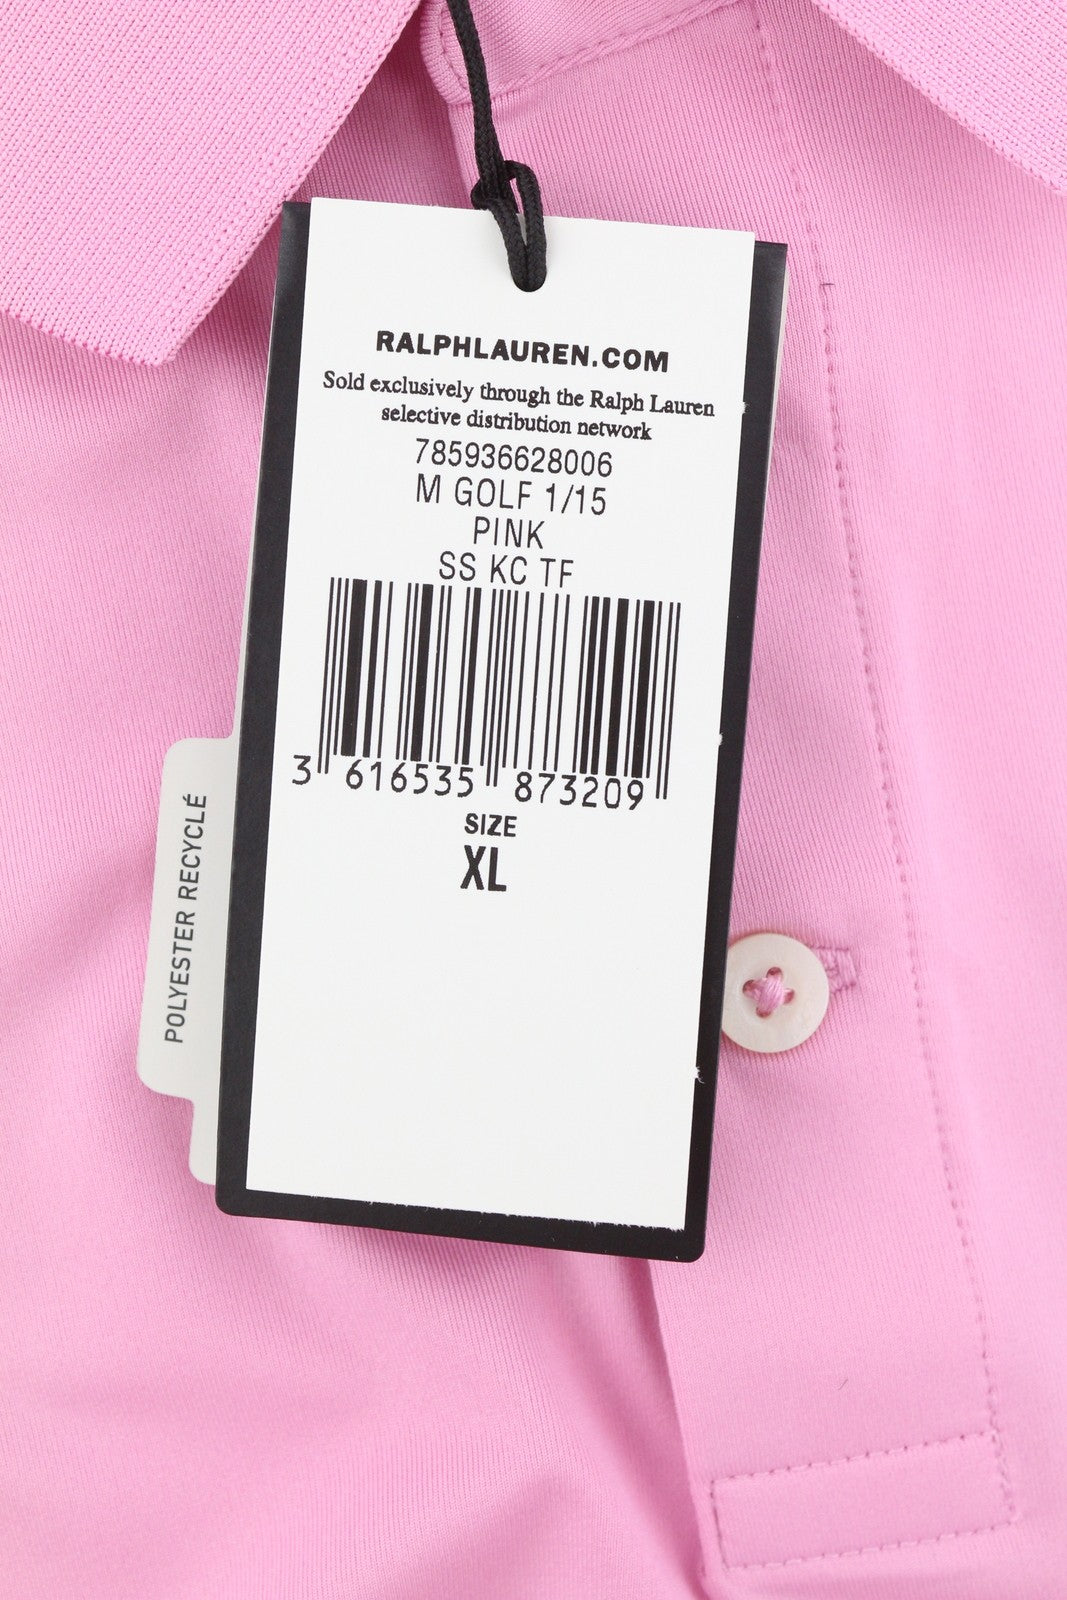 RALPHLAUREN.COM
Sold exclusively through the Ralph Lauren
selective distribution network
785936628006
M GOLF 1/15
PINK
SS KC TF
3 616535 873209
SIZE
XL
POLYESTER RECYCLÉ